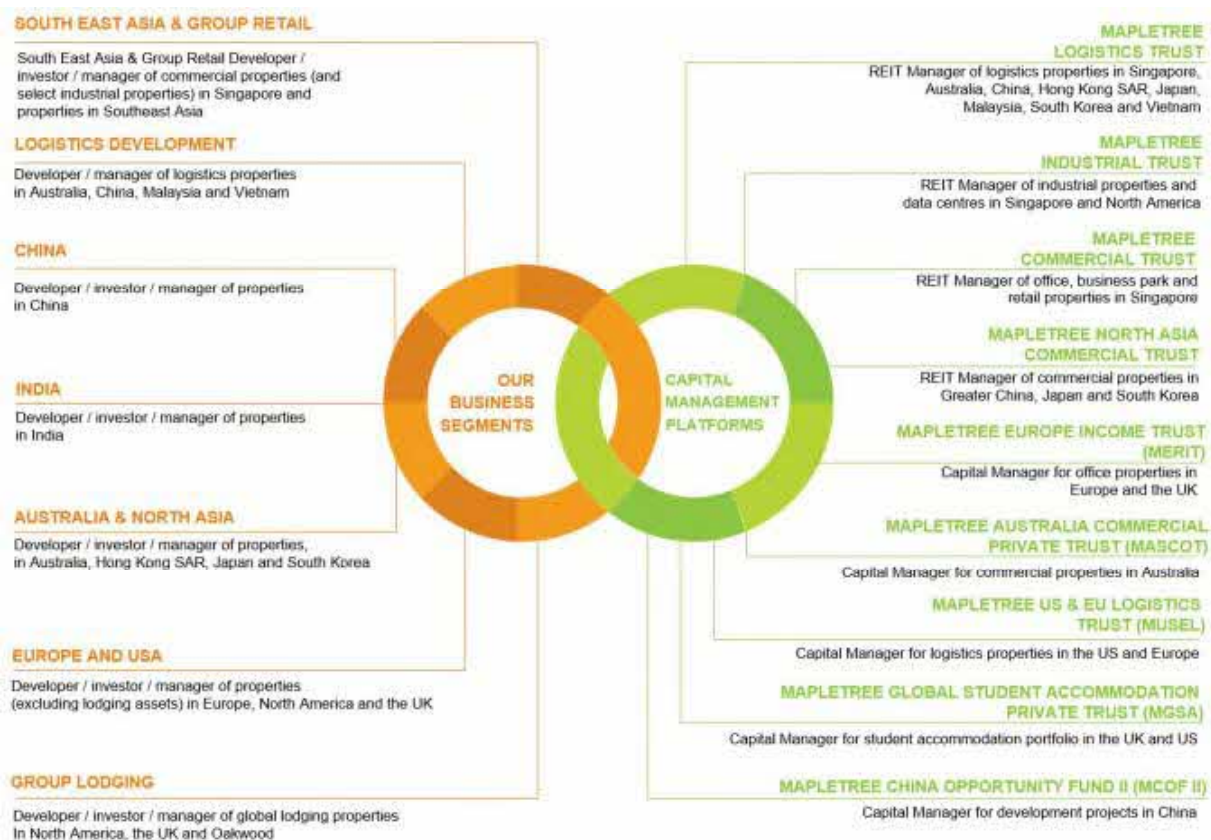 SOUTH EAST ASIA & GROUP RETAIL
South East Asia & Group Retail Developer /
investor / manager of commercial properties (and
select industrial properties) in Singapore and
properties in Southeast Asia
LOGISTICS DEVELOPMENT
Developer / manager of logistics properties
in Australia, China, Malaysia and Vietnam
CHINA
Developer / investor / manager of properties
in China
INDIA
Developer / investor / manager of properties
in India
AUSTRALIA & NORTH ASIA
Developer / investor / manager of properties,
in Australia, Hong Kong SAR, Japan and South Korea
EUROPE AND USA
Developer / investor / manager of properties
(excluding lodging assets) in Europe, North America and the UK
GROUP LODGING
Developer / investor / manager of global lodging properties
In North America, the UK and Oakwood
OUR
BUSINESS
SEGMENTS
CAPITAL
MANAGEMENT
PLATFORMS
MAPLETREE
LOGISTICS TRUST
REIT Manager of logistics properties in Singapore,
Australia, China, Hong Kong SAR, Japan,
Malaysia, South Korea and Vietnam
MAPLETREE
INDUSTRIAL TRUST
REIT Manager of industrial properties and
data centres in Singapore and North America
MAPLETREE
COMMERCIAL TRUST
REIT Manager of office, business park and
retail properties in Singapore
MAPLETREE NORTH ASIA
COMMERCIAL TRUST
REIT Manager of commercial properties in
Greater China, Japan and South Korea
MAPLETREE EUROPE INCOME TRUST
(MERIT)
Capital Manager for office properties in
Europe and the UK
MAPLETREE AUSTRALIA COMMERCIAL
PRIVATE TRUST (MASCOT)
Capital Manager for commercial properties in Australia
MAPLETREE US & EU LOGISTICS
TRUST (MUSEL)
Capital Manager for logistics properties in the US and Europe
MAPLETREE GLOBAL STUDENT ACCOMMODATION
PRIVATE TRUST (MGSA)
Capital Manager for student accommodation portfolio in the UK and US
MAPLETREE CHINA OPPORTUNITY FUND II (MCOF II)
Capital Manager for development projects in China